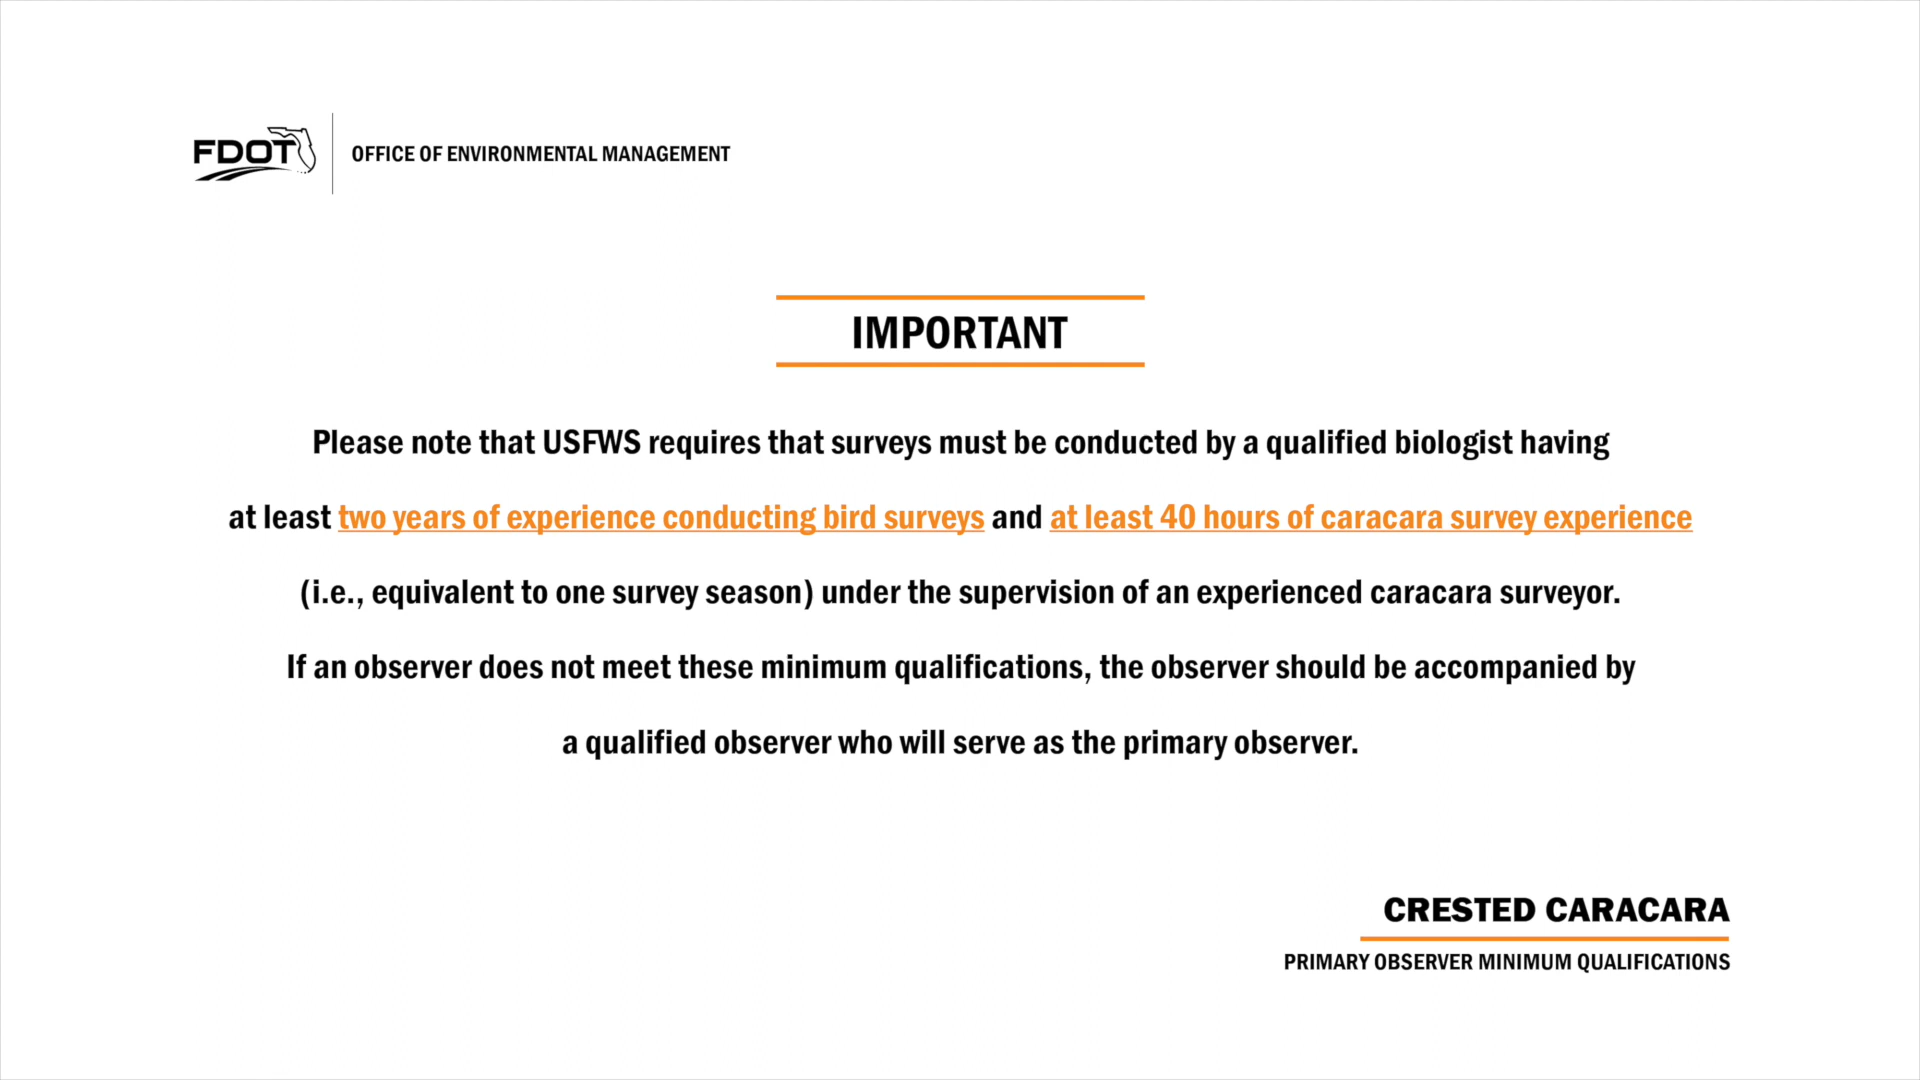 FDOT
OFFICE OF ENVIRONMENTAL MANAGEMENT
IMPORTANT
Please note that USFWS requires that surveys must be conducted by a qualified biologist having
at least two years of experience conducting bird surveys and at least 40 hours of caracara survey experience
(i.e., equivalent to one survey season) under the supervision of an experienced caracara surveyor.
If an observer does not meet these minimum qualifications, the observer should be accompanied by
a qualified observer who will serve as the primary observer.
CRESTED CARACARA
PRIMARY OBSERVER MINIMUM QUALIFICATIONS